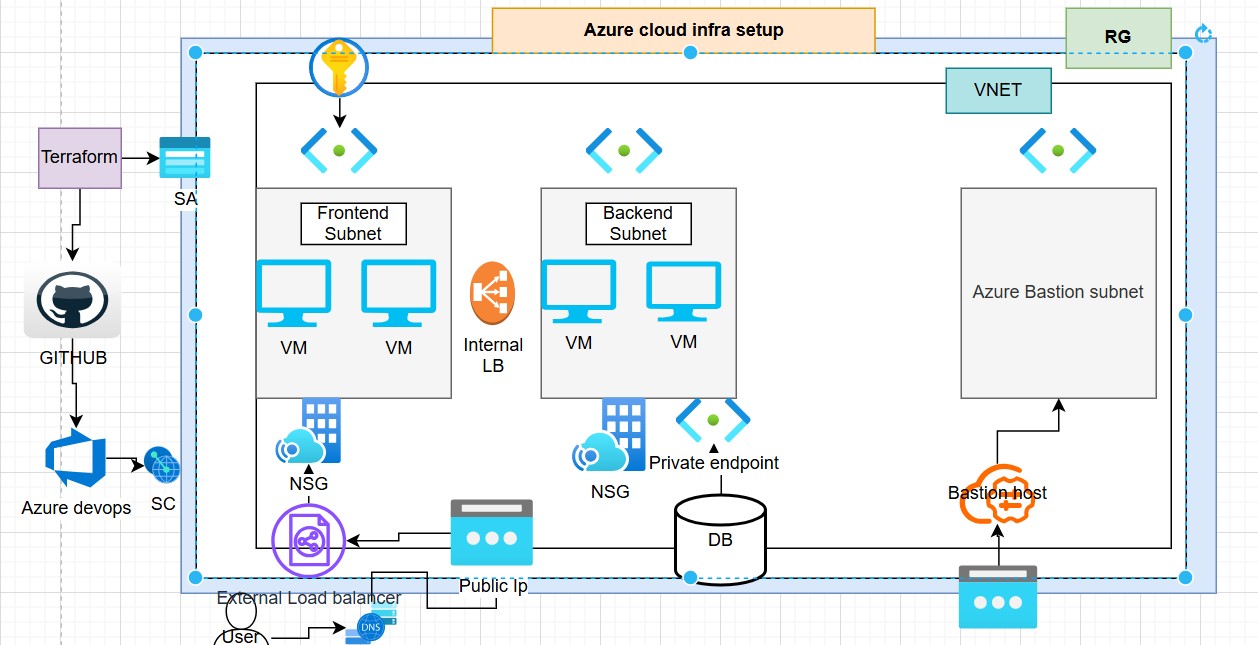 Azure cloud infra setup
RG
VNET
Terraform
SA
Frontend
Subnet
Backend
Subnet
Azure Bastion subnet
VM
VM
Internal
LB
VM
VM
GITHUB
NSG
NSG
Private endpoint
Azure devops
SC
Bastion host
DB
Public Ip
External Load balancer
User
DNS